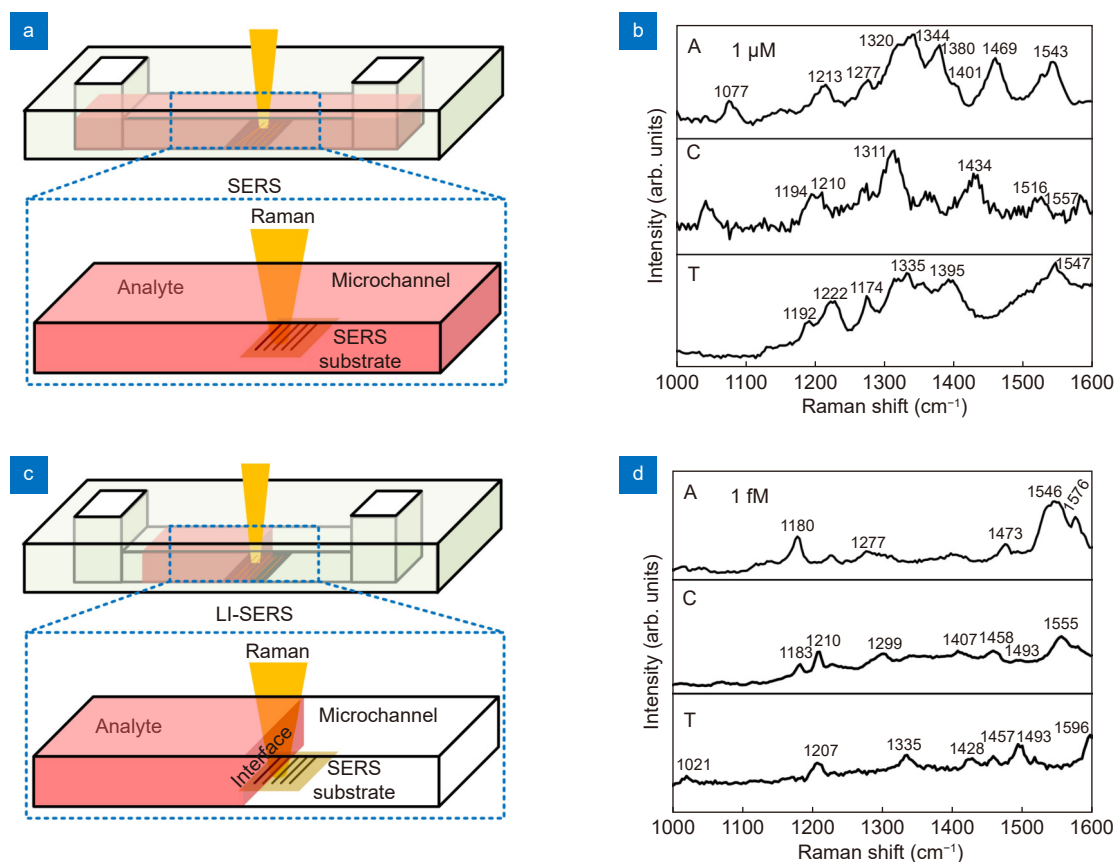 a
SERS
Raman
Analyte
Microchannel
SERS
substrate
b
A
1 µM
1077
1213
1277
1320
1344
1380
1401
1469
1543
C
1194
1210
1311
1434
1516
1557
T
1192
1222
1174
1335
1395
1547
Intensity (arb. units)
1000 1100 1200 1300 1400 1500 1600
Raman shift (cm⁻¹)
c
LI-SERS
Raman
Analyte
Interface
Microchannel
SERS
substrate
d
A
1 fM
1180
1277
1473
1546
1576
C
1183
1210
1299
1407
1458
1493
1555
T
1021
1207
1335
1428
1457
1493
1596
Intensity (arb. units)
1000 1100 1200 1300 1400 1500 1600
Raman shift (cm⁻¹)